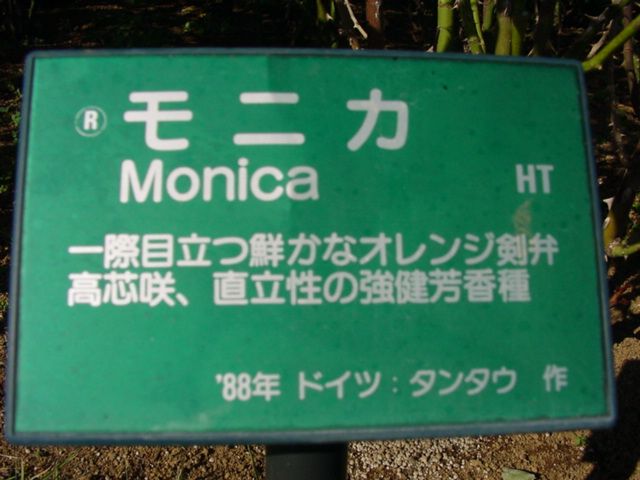 ® モニカ
Monica HT
一際目立つ鮮かなオレンジ剣弁
高芯咲、直立性の強健芳香種
'88年 ドイツ：タンタウ 作